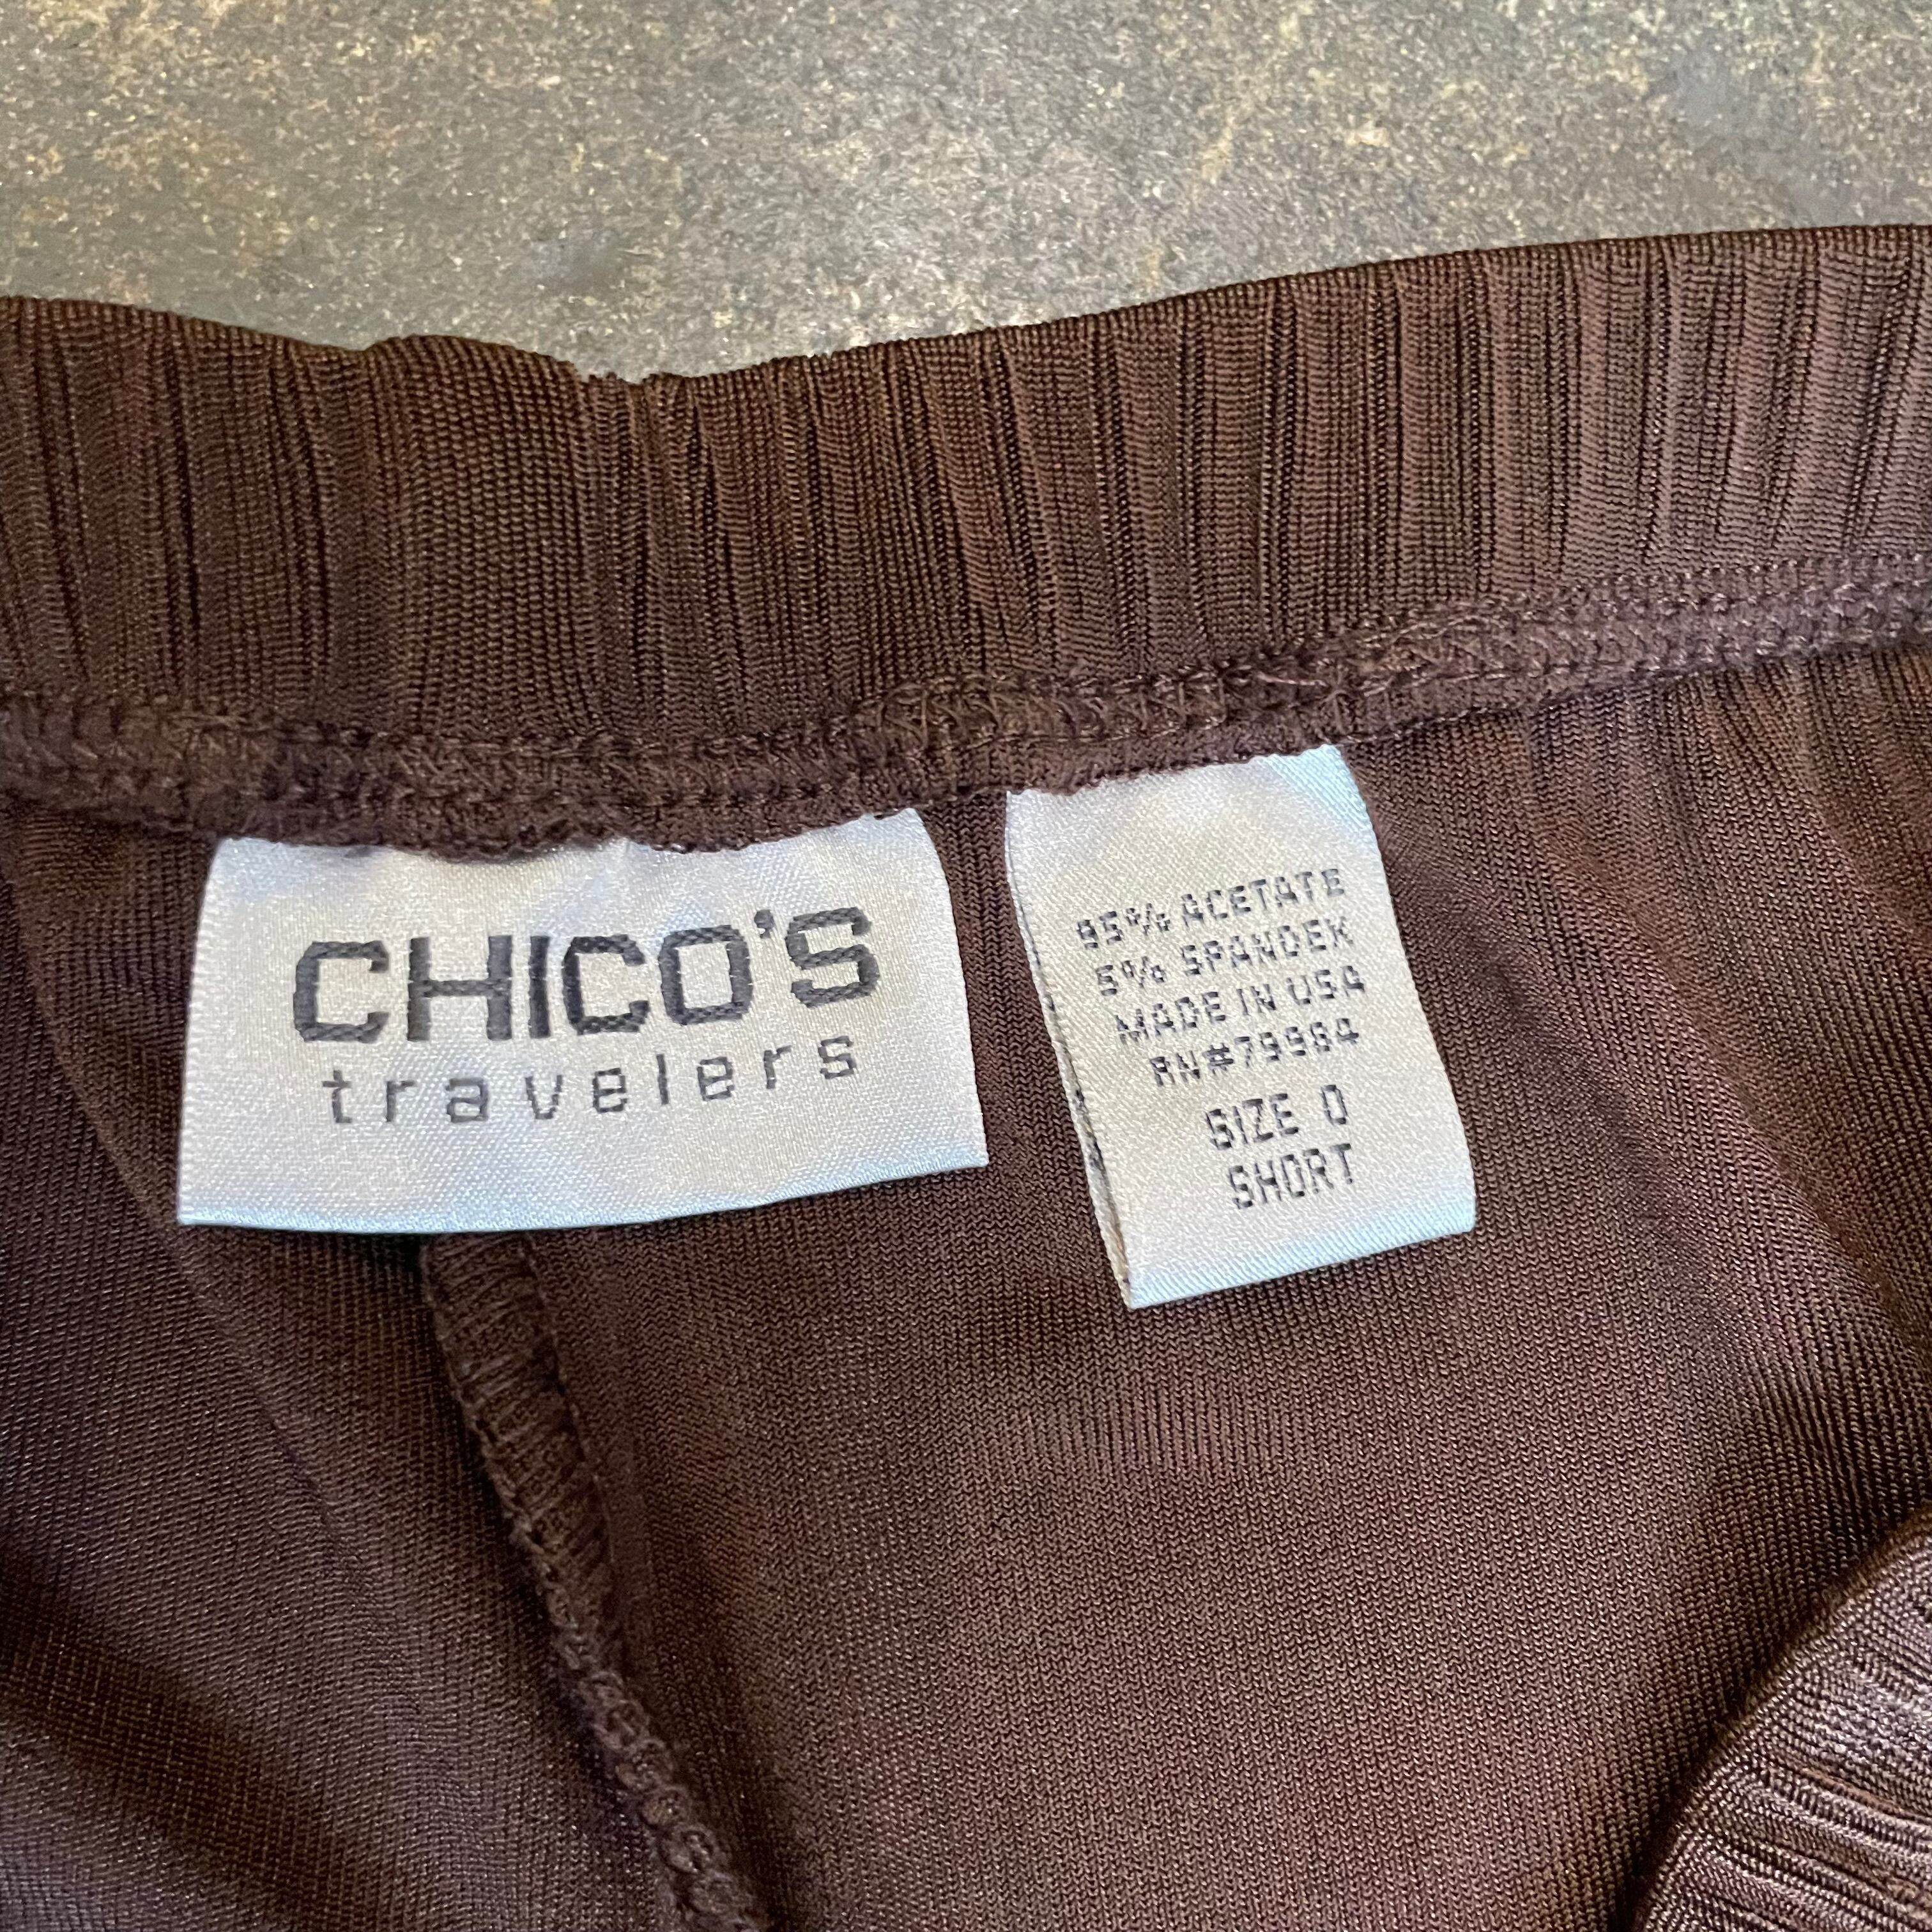 CHICO'S
travelers
95% ACETATE
5% SPANDEX
MADE IN USA
RN#79984
SIZE 0
SHORT